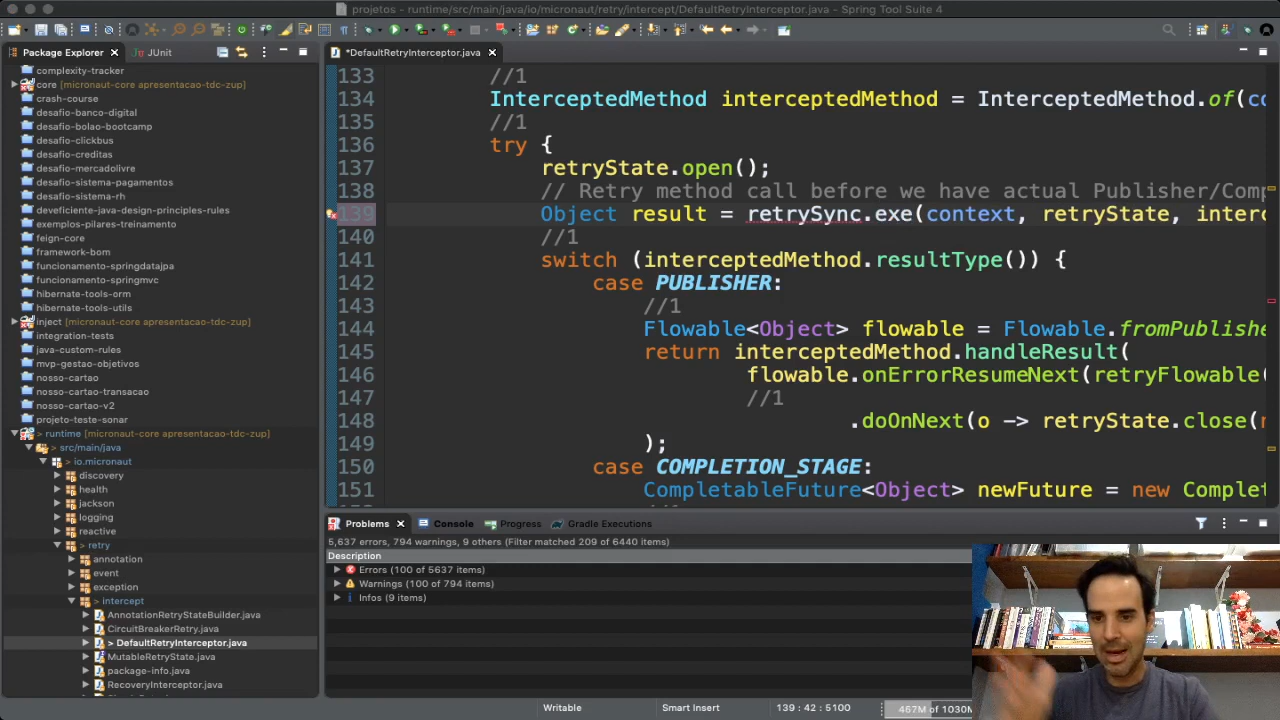 projetos - runtime/src/main/java/io/micronaut/retry/intercept/DefaultRetryInterceptor.java - Spring Tool Suite 4
Package Explorer
JUnit
complexity-tracker
core [micronaut-core apresentacao-tdc-zup]
crash-course
desafio-banco-digital
desafio-bolao-bootcamp
desafio-clickbus
desafio-creditas
desafio-mercadolivre
desafio-sistema-pagamentos
desafio-sistema-rh
deveficiente-java-design-principles-rules
exemplos-pilares-treinamento
feign-core
framework-bom
funcionamento-springdatajpa
funcionamento-springmvc
hibernate-tools-orm
hibernate-tools-utils
inject [micronaut-core apresentacao-tdc-zup]
integration-tests
java-custom-rules
mvp-gestao-objetivos
nosso-cartao
nosso-cartao-transacao
nosso-cartao-v2
projeto-teste-sonar
> runtime [micronaut-core apresentacao-tdc-zup]
> src/main/java
> io.micronaut
discovery
health
jackson
logging
reactive
> retry
annotation
event
exception
> intercept
AnnotationRetryStateBuilder.java
CircuitBreakerRetry.java
> DefaultRetryInterceptor.java
MutableRetryState.java
package-info.java
RecoveryInterceptor.java
*DefaultRetryInterceptor.java
133 //1
134 InterceptedMethod interceptedMethod = InterceptedMethod.of(co
135 //1
136 try {
137 retryState.open();
138 // Retry method call before we have actual Publisher/Comp
139 Object result = retrySync.exe(context, retryState, interc
140 //1
141 switch (interceptedMethod.resultType()) {
142 case PUBLISHER:
143 //1
144 Flowable<Object> flowable = Flowable.fromPublishe
145 return interceptedMethod.handleResult(
146 flowable.onErrorResumeNext(retryFlowable(
147 //1
148 .doOnNext(o -> retryState.close(n
149 );
150 case COMPLETION_STAGE:
151 CompletableFuture<Object> newFuture = new Complet
Problems
Console
Progress
Gradle Executions
5,637 errors, 794 warnings, 9 others (Filter matched 209 of 6440 items)
Description
Errors (100 of 5637 items)
Warnings (100 of 794 items)
Infos (9 items)
Writable
Smart Insert
139 : 42 : 5100
467M of 1030M